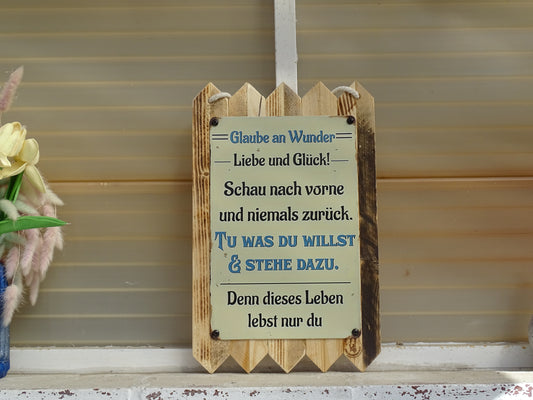 Glaube an Wunder
Liebe und Glück!
Schau nach vorne
und niemals zurück.
TU WAS DU WILLST
& STEHE DAZU.
Denn dieses Leben
lebst nur du